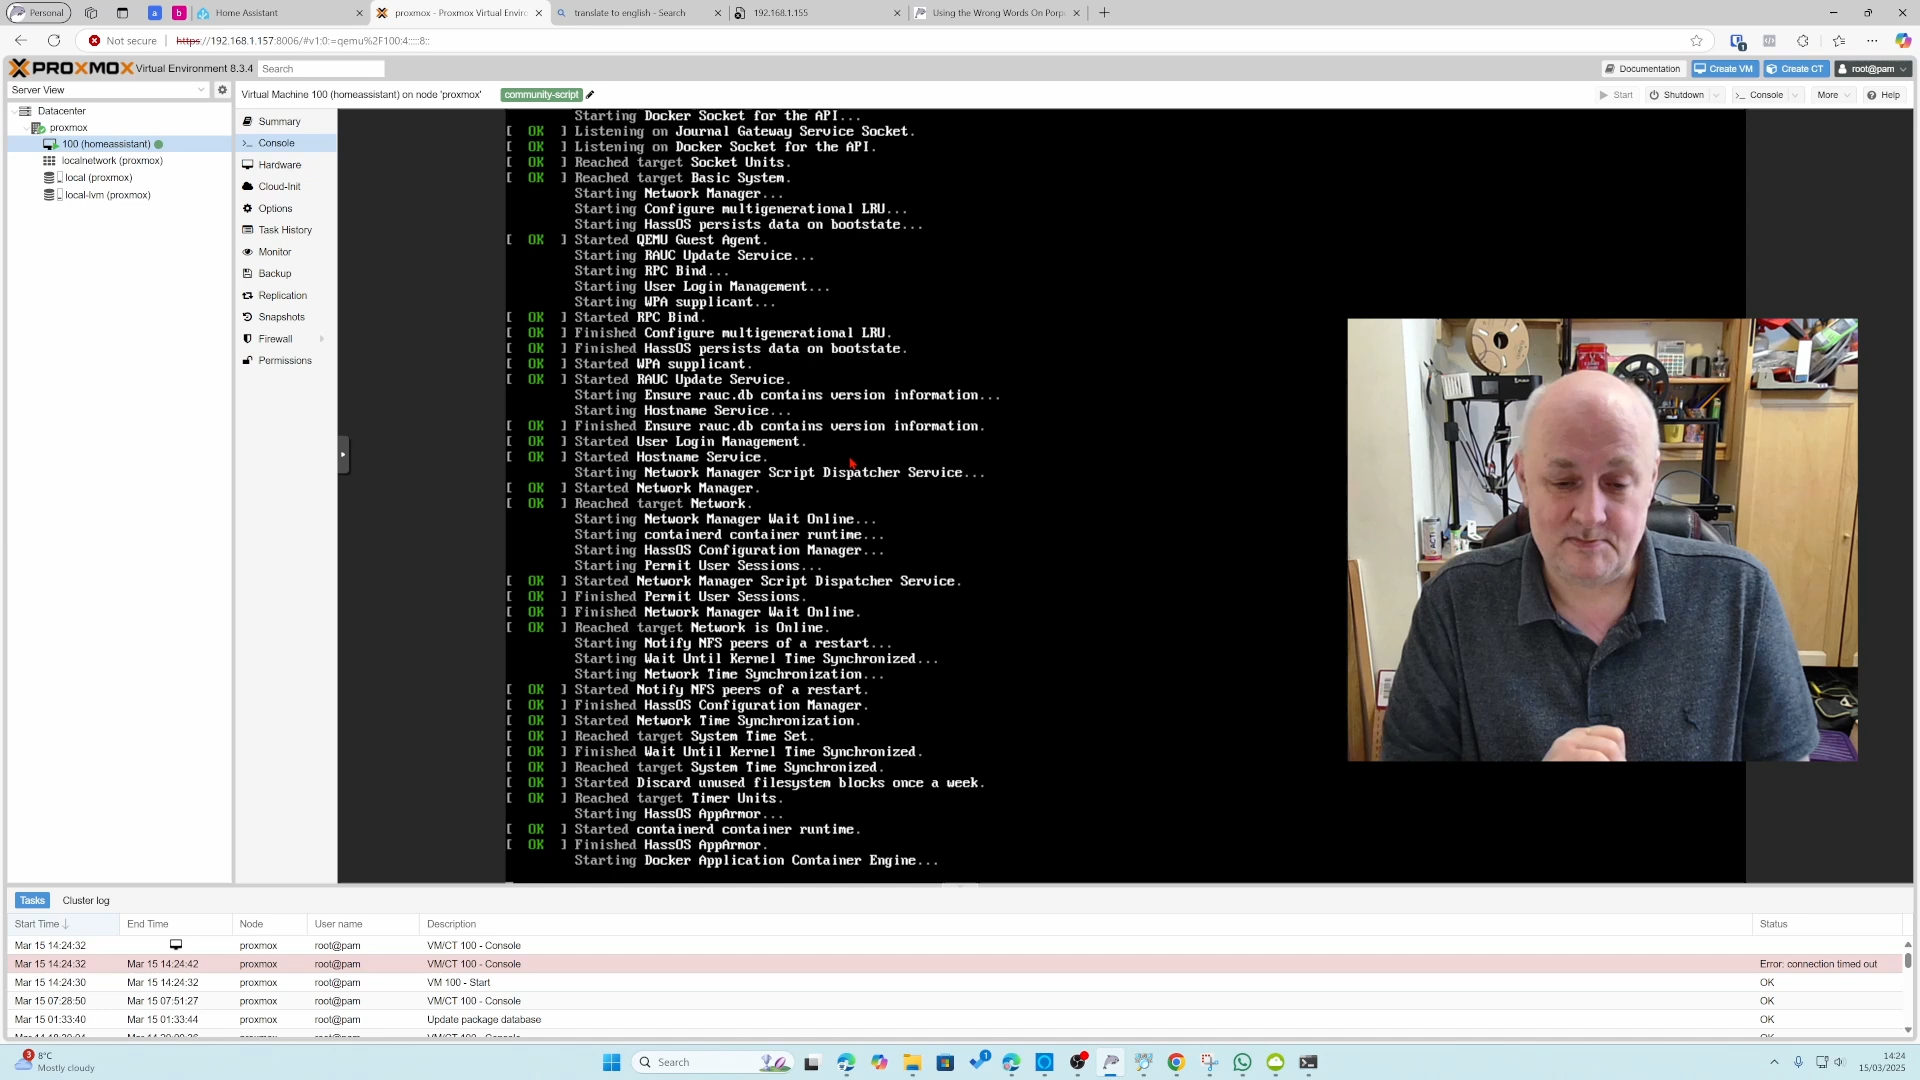 Personal
Home Assistant
proxmox - Proxmox Virtual Enviro
translate to english - Search
192.168.1.155
Using the Wrong Words On Porp
Not secure
https://192.168.1.157:8006/#v1:0:=qemu%2F100:4:::::8::
PROXMOX Virtual Environment 8.3.4
Search
Documentation
Create VM
Create CT
root@pam
Server View
Virtual Machine 100 (homeassistant) on node 'proxmox'
community-script
Start
Shutdown
Console
More
Help
Datacenter
proxmox
100 (homeassistant)
localnetwork (proxmox)
local (proxmox)
local-lvm (proxmox)
Summary
Console
Hardware
Cloud-Init
Options
Task History
Monitor
Backup
Replication
Snapshots
Firewall
Permissions
Starting Docker Socket for the API...
[ OK ] Listening on Journal Gateway Service Socket.
[ OK ] Listening on Docker Socket for the API.
[ OK ] Reached target Socket Units.
[ OK ] Reached target Basic System.
Starting Network Manager...
Starting Configure multigenerational LRU...
Starting HassOS persists data on bootstate...
[ OK ] Started QEMU Guest Agent.
Starting RAUC Update Service...
Starting RPC Bind...
Starting User Login Management...
Starting WPA supplicant...
[ OK ] Started RPC Bind.
[ OK ] Finished Configure multigenerational LRU.
[ OK ] Finished HassOS persists data on bootstate.
[ OK ] Started WPA supplicant.
[ OK ] Started RAUC Update Service.
Starting Ensure rauc.db contains version information...
Starting Hostname Service...
[ OK ] Finished Ensure rauc.db contains version information.
[ OK ] Started User Login Management.
[ OK ] Started Hostname Service.
Starting Network Manager Script Dispatcher Service...
[ OK ] Started Network Manager.
[ OK ] Reached target Network.
Starting Network Manager Wait Online...
Starting containerd container runtime...
Starting HassOS Configuration Manager...
Starting Permit User Sessions...
[ OK ] Started Network Manager Script Dispatcher Service.
[ OK ] Finished Permit User Sessions.
[ OK ] Finished Network Manager Wait Online.
[ OK ] Reached target Network is Online.
Starting Notify NFS peers of a restart...
Starting Wait Until Kernel Time Synchronized...
Starting Network Time Synchronization...
[ OK ] Started Notify NFS peers of a restart.
[ OK ] Finished HassOS Configuration Manager.
[ OK ] Started Network Time Synchronization.
[ OK ] Reached target System Time Set.
[ OK ] Finished Wait Until Kernel Time Synchronized.
[ OK ] Reached target System Time Synchronized.
[ OK ] Started Discard unused filesystem blocks once a week.
[ OK ] Reached target Timer Units.
Starting HassOS AppArmor...
[ OK ] Started containerd container runtime.
[ OK ] Finished HassOS AppArmor.
Starting Docker Application Container Engine...
Tasks
Cluster log
Start Time End Time Node User name Description Status
Mar 15 14:24:32 proxmox root@pam VM/CT 100 - Console
Mar 15 14:24:32 Mar 15 14:24:42 proxmox root@pam VM/CT 100 - Console Error: connection timed out
Mar 15 14:24:30 Mar 15 14:24:32 proxmox root@pam VM 100 - Start OK
Mar 15 07:28:50 Mar 15 07:51:27 proxmox root@pam VM/CT 100 - Console OK
Mar 15 01:33:40 Mar 15 01:33:44 proxmox root@pam Update package database OK
3
8°C
Mostly cloudy
Search
1
14:24
15/03/2025